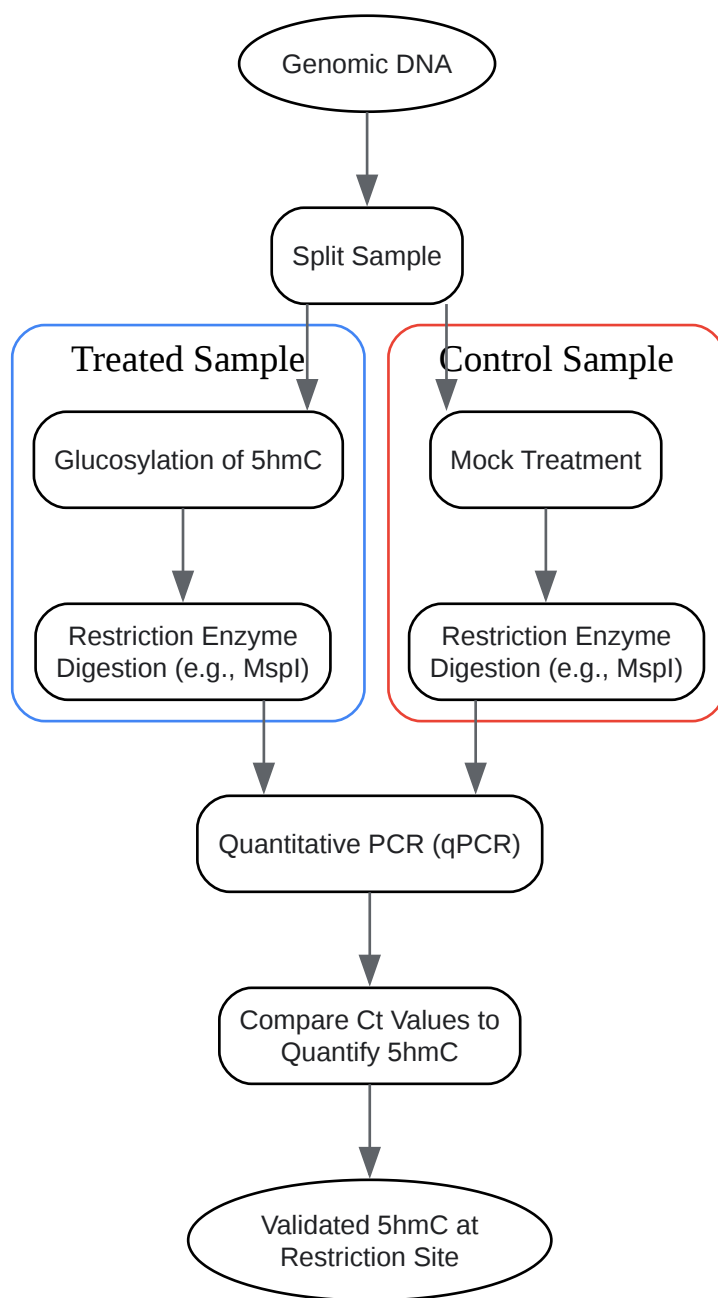 Genomic DNA
Split Sample
Treated Sample
Control Sample
Glucosylation of 5hmC
Mock Treatment
Restriction Enzyme
Digestion (e.g., MspI)
Restriction Enzyme
Digestion (e.g., MspI)
Quantitative PCR (qPCR)
Compare Ct Values to
Quantify 5hmC
Validated 5hmC at
Restriction Site